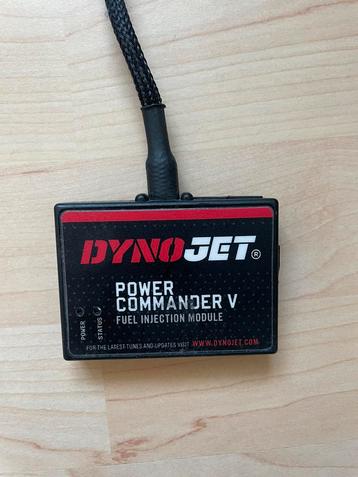 DYNOJET®
POWER
COMMANDER V
FUEL INJECTION MODULE
POWER
STATUS
FOR THE LATEST TUNES AND UPDATES VISIT WWW.DYNOJET.COM